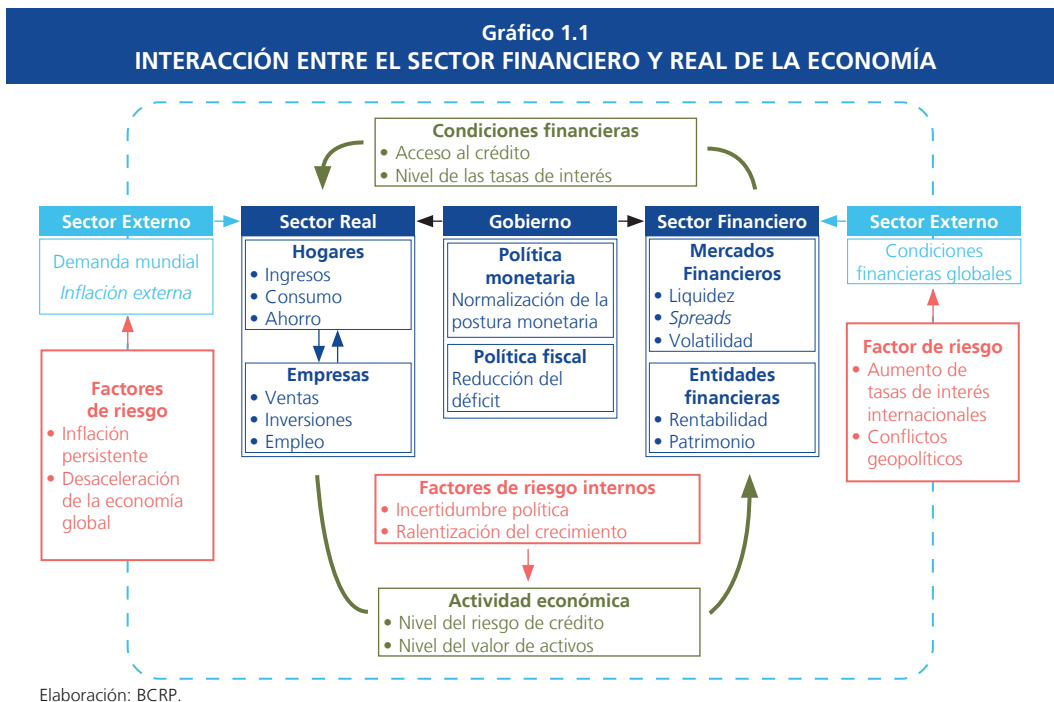 Gráfico 1.1
INTERACCIÓN ENTRE EL SECTOR FINANCIERO Y REAL DE LA ECONOMÍA
Condiciones financieras
• Acceso al crédito
• Nivel de las tasas de interés
Sector Externo
Demanda mundial
Inflación externa
Factores
de riesgo
• Inflación
persistente
• Desaceleración
de la economía
global
Sector Real
Hogares
• Ingresos
• Consumo
• Ahorro
Empresas
• Ventas
• Inversiones
• Empleo
Gobierno
Política
monetaria
Normalización de la
postura monetaria
Política fiscal
Reducción del
déficit
Sector Financiero
Mercados
Financieros
• Liquidez
• Spreads
• Volatilidad
Entidades
financieras
• Rentabilidad
• Patrimonio
Sector Externo
Condiciones
financieras globales
Factor de riesgo
• Aumento de
tasas de interés
internacionales
• Conflictos
geopolíticos
Factores de riesgo internos
• Incertidumbre política
• Ralentización del crecimiento
Actividad económica
• Nivel del riesgo de crédito
• Nivel del valor de activos
Elaboración: BCRP.